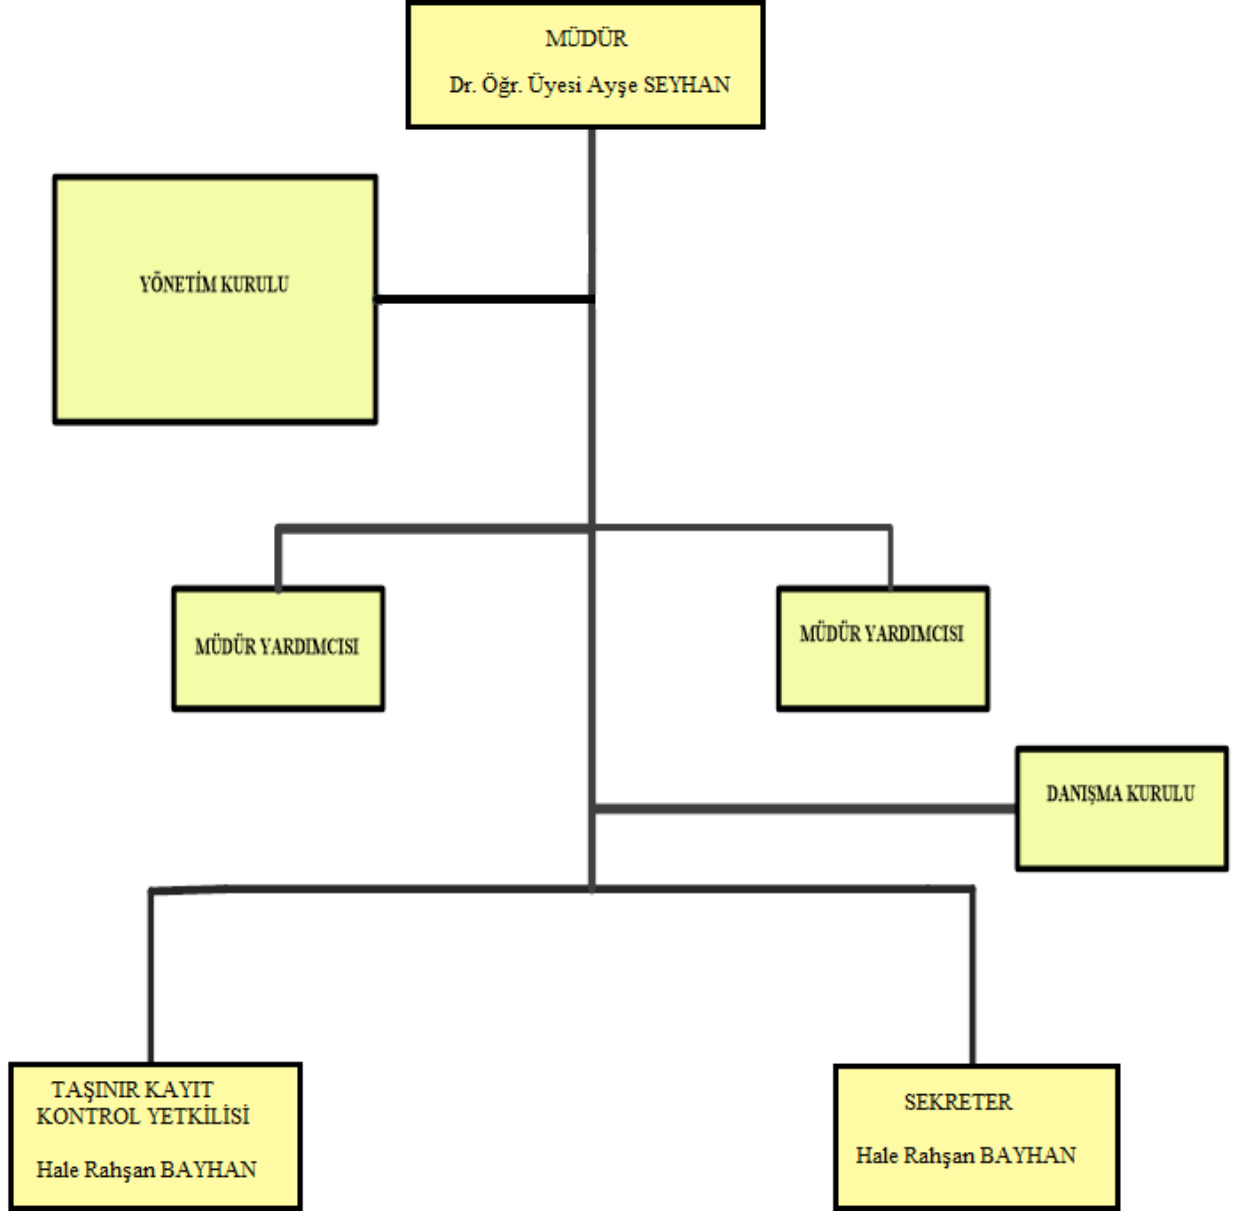 MÜDÜR
Dr. Öğr. Üyesi Ayşe SEYHAN
YÖNETİM KURULU
MÜDÜR YARDIMCISI
MÜDÜR YARDIMCISI
DANIŞMA KURULU
TAŞINIR KAYIT
KONTROL YETKİLİSİ
Hale Rahşan BAYHAN
SEKRETER
Hale Rahşan BAYHAN